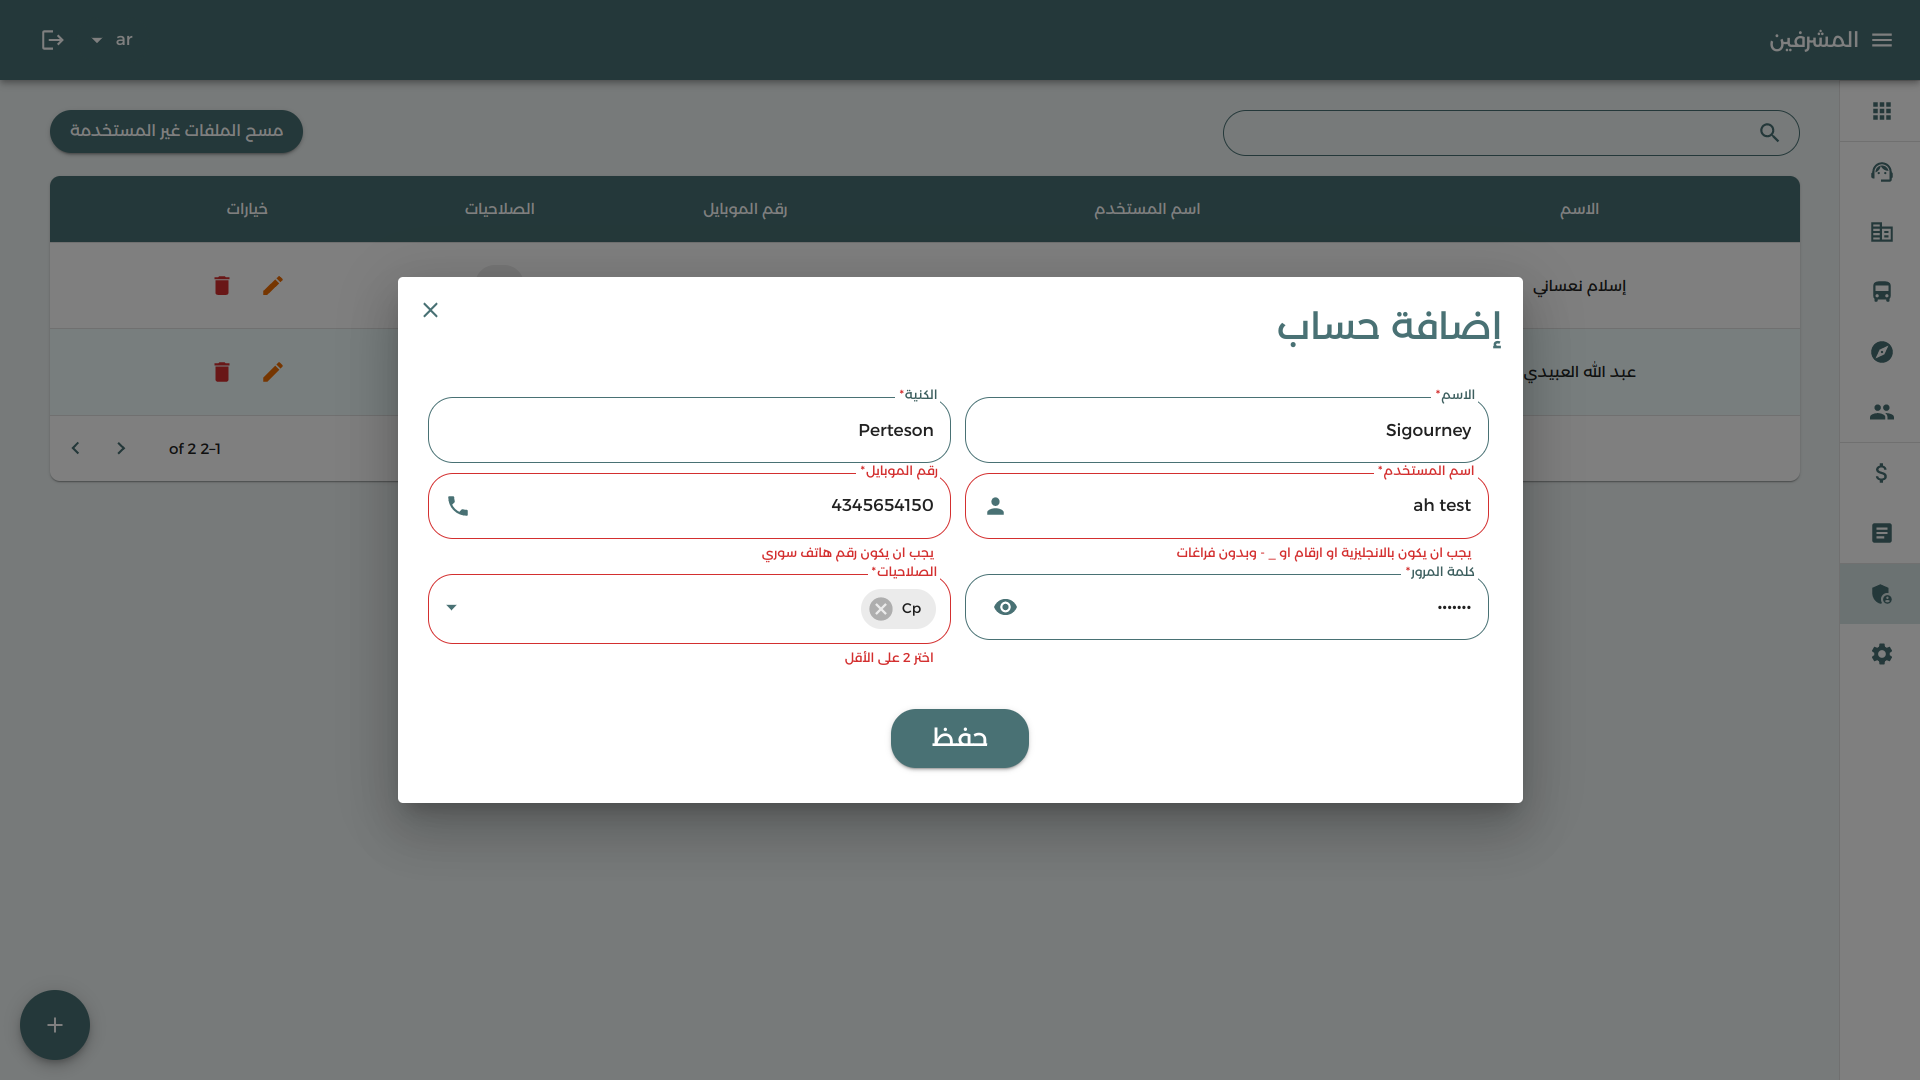 المشرفين
ar
مسح الملفات غير المستخدمة
الاسم
اسم المستخدم
رقم الموبايل
الصلاحيات
خيارات
إسلام نعساني
عبد الله العبيدي
1–2 of 2
إضافة حساب
الاسم*
Sigourney
الكنية*
Perteson
اسم المستخدم*
ah test
يجب ان يكون بالانجليزية او ارقام او _ - وبدون فراغات
رقم الموبايل*
4345654150
يجب ان يكون رقم هاتف سوري
كلمة المرور*
•••••••
الصلاحيات*
Cp
اختر 2 على الأقل
حفظ